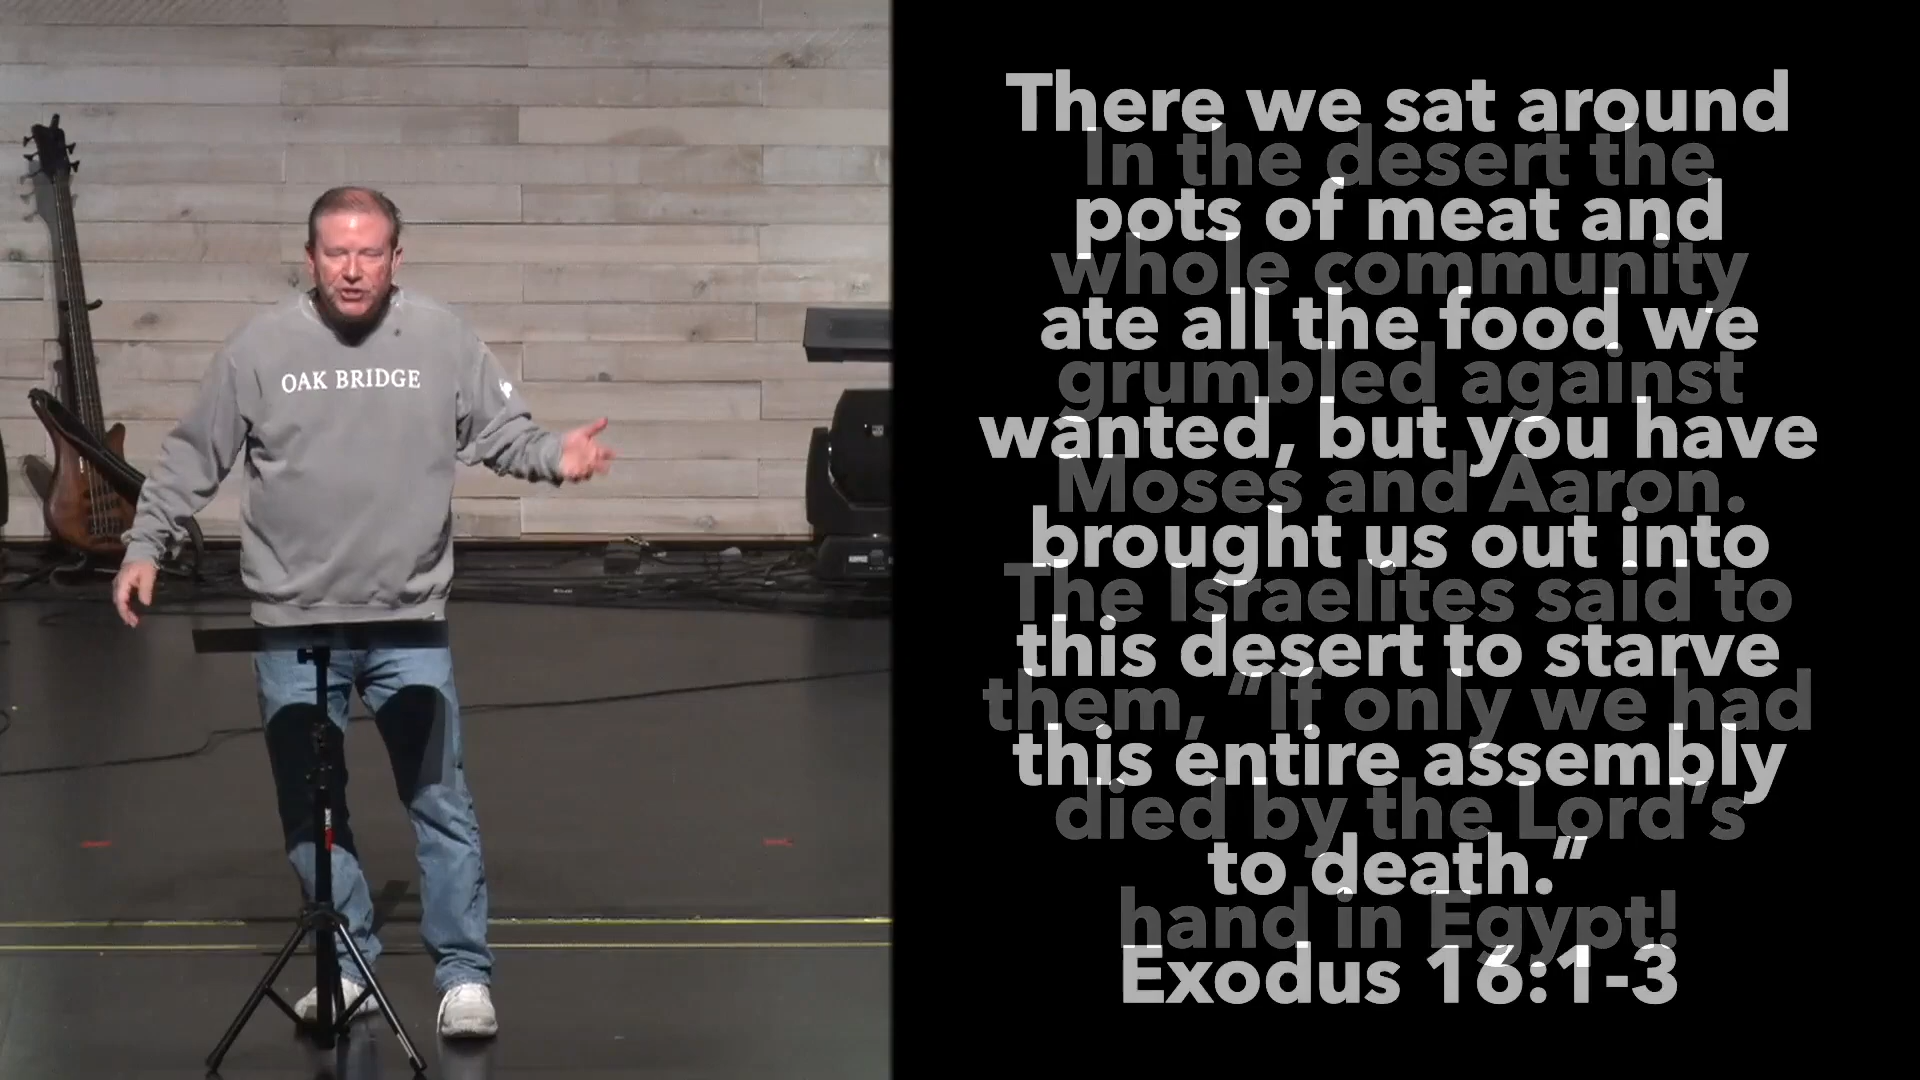 OAK BRIDGE
In the desert the
whole community
grumbled against
Moses and Aaron.
The Israelites said to
them, "If only we had
died by the Lord's
hand in Egypt!
There we sat around
pots of meat and
ate all the food we
wanted, but you have
brought us out into
this desert to starve
this entire assembly
to death."
Exodus 16:1-3